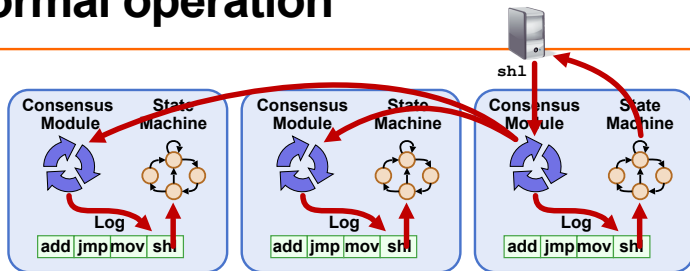 ormal operation
shl
Consensus Module
State Machine
Log
add jmp mov shl
Consensus Module
State Machine
Log
add jmp mov shl
Consensus Module
State Machine
Log
add jmp mov shl